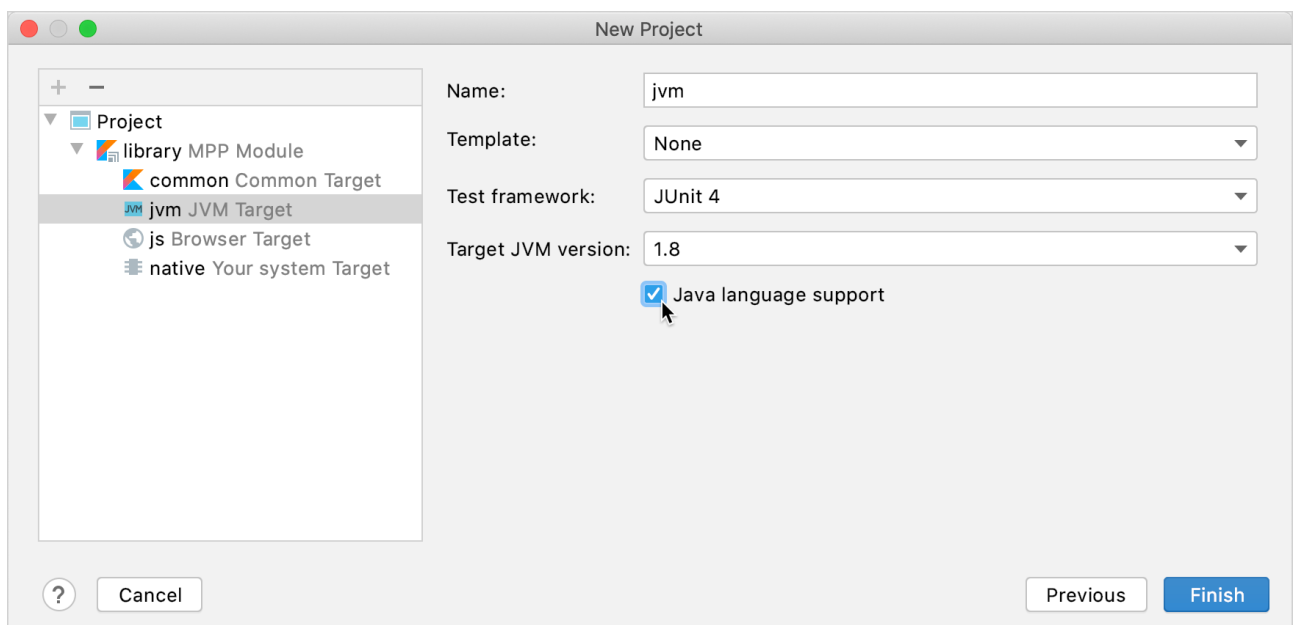 New Project
+ −
Project
library MPP Module
common Common Target
JVM jvm JVM Target
js Browser Target
native Your system Target
Name: jvm
Template: None
Test framework: JUnit 4
Target JVM version: 1.8
Java language support
? Cancel Previous Finish